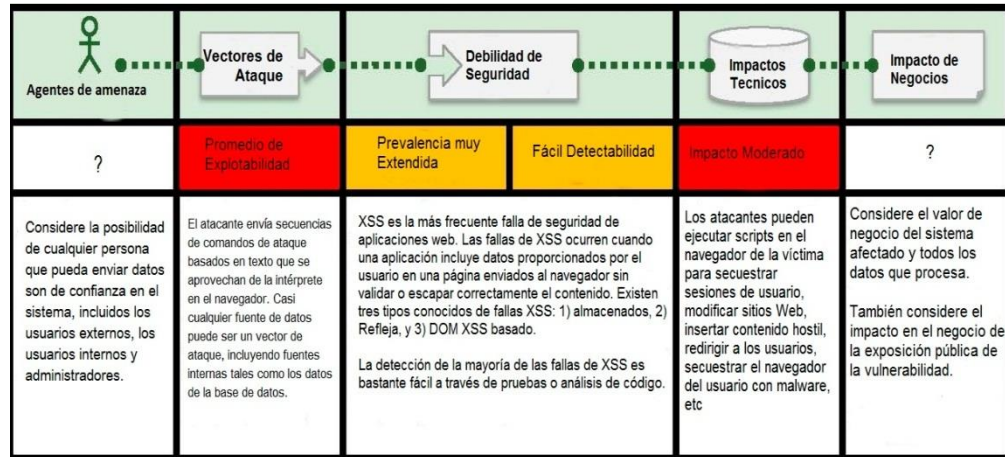 Agentes de amenaza
Vectores de
Ataque
Debilidad de
Seguridad
Impactos
Tecnicos
Impacto de
Negocios
?
Promedio de
Explotabilidad
Prevalencia muy
Extendida
Fácil Detectabilidad
Impacto Moderado
?
Considere la posibilidad
de cualquier persona
que pueda enviar datos
son de confianza en el
sistema, incluidos los
usuarios externos, los
usuarios internos y
administradores.
El atacante envía secuencias
de comandos de ataque
basados en texto que se
aprovechan de la intérprete
en el navegador. Casi
cualquier fuente de datos
puede ser un vector de
ataque, incluyendo fuentes
internas tales como los datos
de la base de datos.
XSS es la más frecuente falla de seguridad de
aplicaciones web. Las fallas de XSS ocurren cuando
una aplicación incluye datos proporcionados por el
usuario en una página enviados al navegador sin
validar o escapar correctamente el contenido. Existen
tres tipos conocidos de fallas XSS: 1) almacenados, 2)
Refleja, y 3) DOM XSS basado.
La detección de la mayoría de las fallas de XSS es
bastante fácil a través de pruebas o análisis de código.
Los atacantes pueden
ejecutar scripts en el
navegador de la víctima
para secuestrar
sesiones de usuario,
modificar sitios Web,
insertar contenido hostil,
redirigir a los usuarios,
secuestrar el navegador
del usuario con malware,
etc
Considere el valor de
negocio del sistema
afectado y todos los
datos que procesa.
También considere el
impacto en el negocio de
la exposición pública de
la vulnerabilidad.